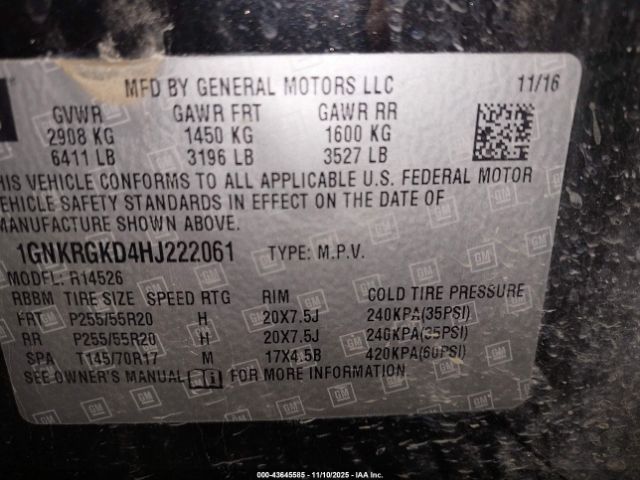 MFD BY GENERAL MOTORS LLC 11/16
GVWR GAWR FRT GAWR RR
2908 KG 1450 KG 1600 KG
6411 LB 3196 LB 3527 LB
HIS VEHICLE CONFORMS TO ALL APPLICABLE U.S. FEDERAL MOTOR
VEHICLE SAFETY STANDARDS IN EFFECT ON THE DATE OF
MANUFACTURE SHOWN ABOVE.
1GNKRGKD4HJ222061 TYPE: M.P.V.
MODEL: R14526
RBBM TIRE SIZE SPEED RTG RIM COLD TIRE PRESSURE
FRT P255/55R20 H 20X7.5J 240KPA(35PSI)
RR P255/55R20 H 20X7.5J 240KPA(35PSI)
SPA T145/70R17 M 17X4.5B 420KPA(60PSI)
SEE OWNER'S MANUAL FOR MORE INFORMATION
000-43645585 - 11/10/2025 - IAA